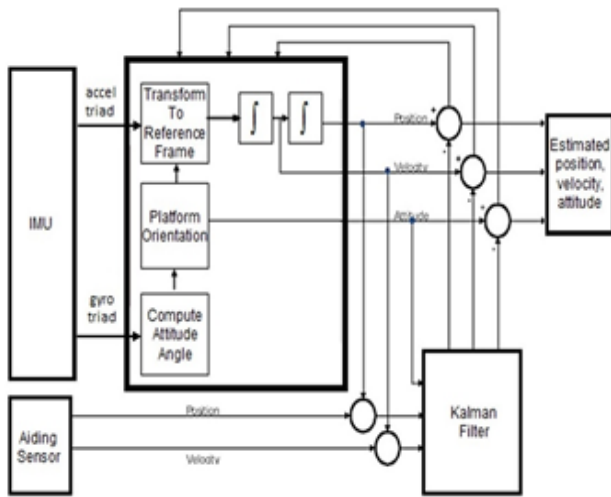 IMU
accel
triad
gyro
triad
Transform
To
Reference
Frame
∫
∫
Platform
Orientation
Compute
Attitude
Angle
Position
Velocity
Attitude
+
-
+
-
+
-
Estimated
position,
velocity,
attitude
Aiding
Sensor
Position
Velocity
Kalman
Filter